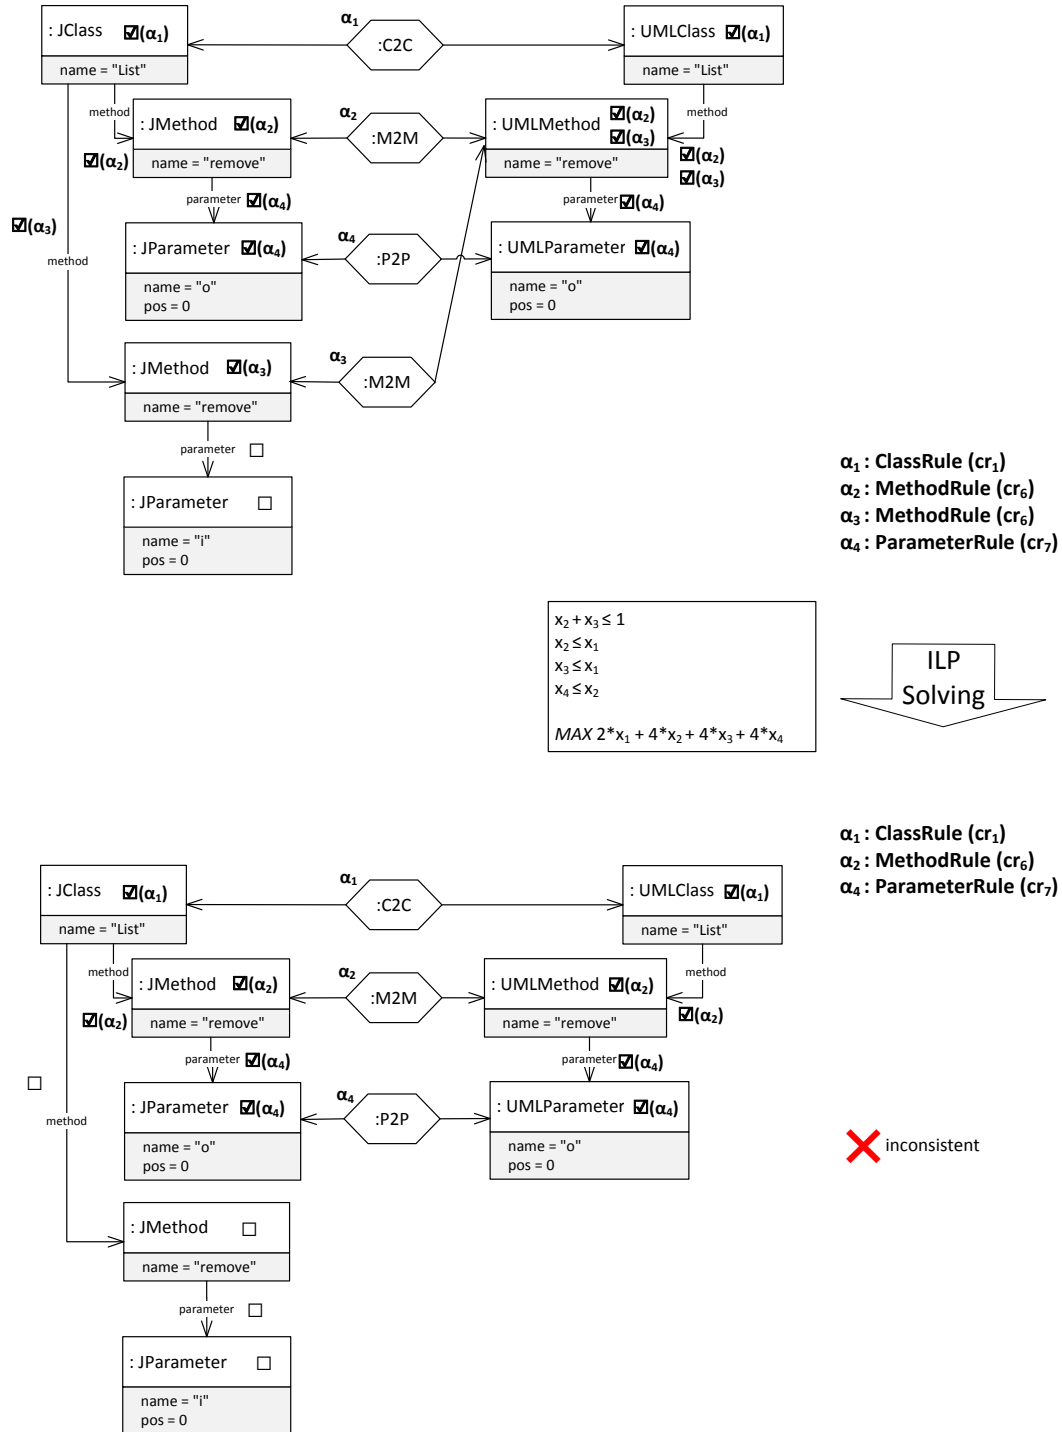 α₁
: JClass ☑(α₁)
:C2C
: UMLClass ☑(α₁)
name = "List"
name = "List"
method
method
α₂
: JMethod ☑(α₂)
:M2M
: UMLMethod ☑(α₂)
☑(α₃)
☑(α₂)
name = "remove"
name = "remove"
☑(α₂)
☑(α₃)
parameter ☑(α₄)
parameter ☑(α₄)
☑(α₃)
method
α₄
: JParameter ☑(α₄)
:P2P
: UMLParameter ☑(α₄)
name = "o"
pos = 0
name = "o"
pos = 0
α₃
: JMethod ☑(α₃)
:M2M
name = "remove"
parameter ☐
: JParameter ☐
name = "i"
pos = 0
α₁ : ClassRule (cr₁)
α₂ : MethodRule (cr₆)
α₃ : MethodRule (cr₆)
α₄ : ParameterRule (cr₇)
x₂ + x₃ ≤ 1
x₂ ≤ x₁
x₃ ≤ x₁
x₄ ≤ x₂
MAX 2*x₁ + 4*x₂ + 4*x₃ + 4*x₄
ILP
Solving
α₁ : ClassRule (cr₁)
α₂ : MethodRule (cr₆)
α₄ : ParameterRule (cr₇)
α₁
: JClass ☑(α₁)
:C2C
: UMLClass ☑(α₁)
name = "List"
name = "List"
method
method
α₂
: JMethod ☑(α₂)
:M2M
: UMLMethod ☑(α₂)
☑(α₂)
name = "remove"
name = "remove"
☑(α₂)
parameter ☑(α₄)
parameter ☑(α₄)
☐
method
α₄
: JParameter ☑(α₄)
:P2P
: UMLParameter ☑(α₄)
name = "o"
pos = 0
name = "o"
pos = 0
inconsistent
: JMethod ☐
name = "remove"
parameter ☐
: JParameter ☐
name = "i"
pos = 0